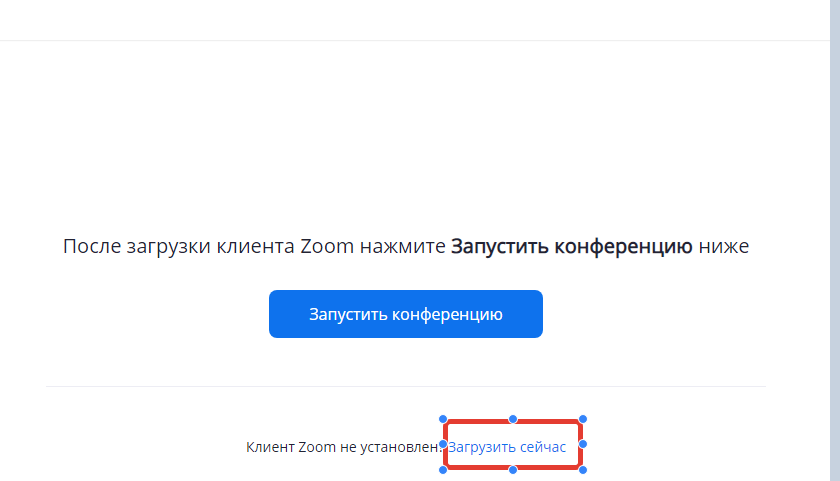 После загрузки клиента Zoom нажмите Запустить конференцию ниже
Запустить конференцию
Клиент Zoom не установлен? Загрузить сейчас